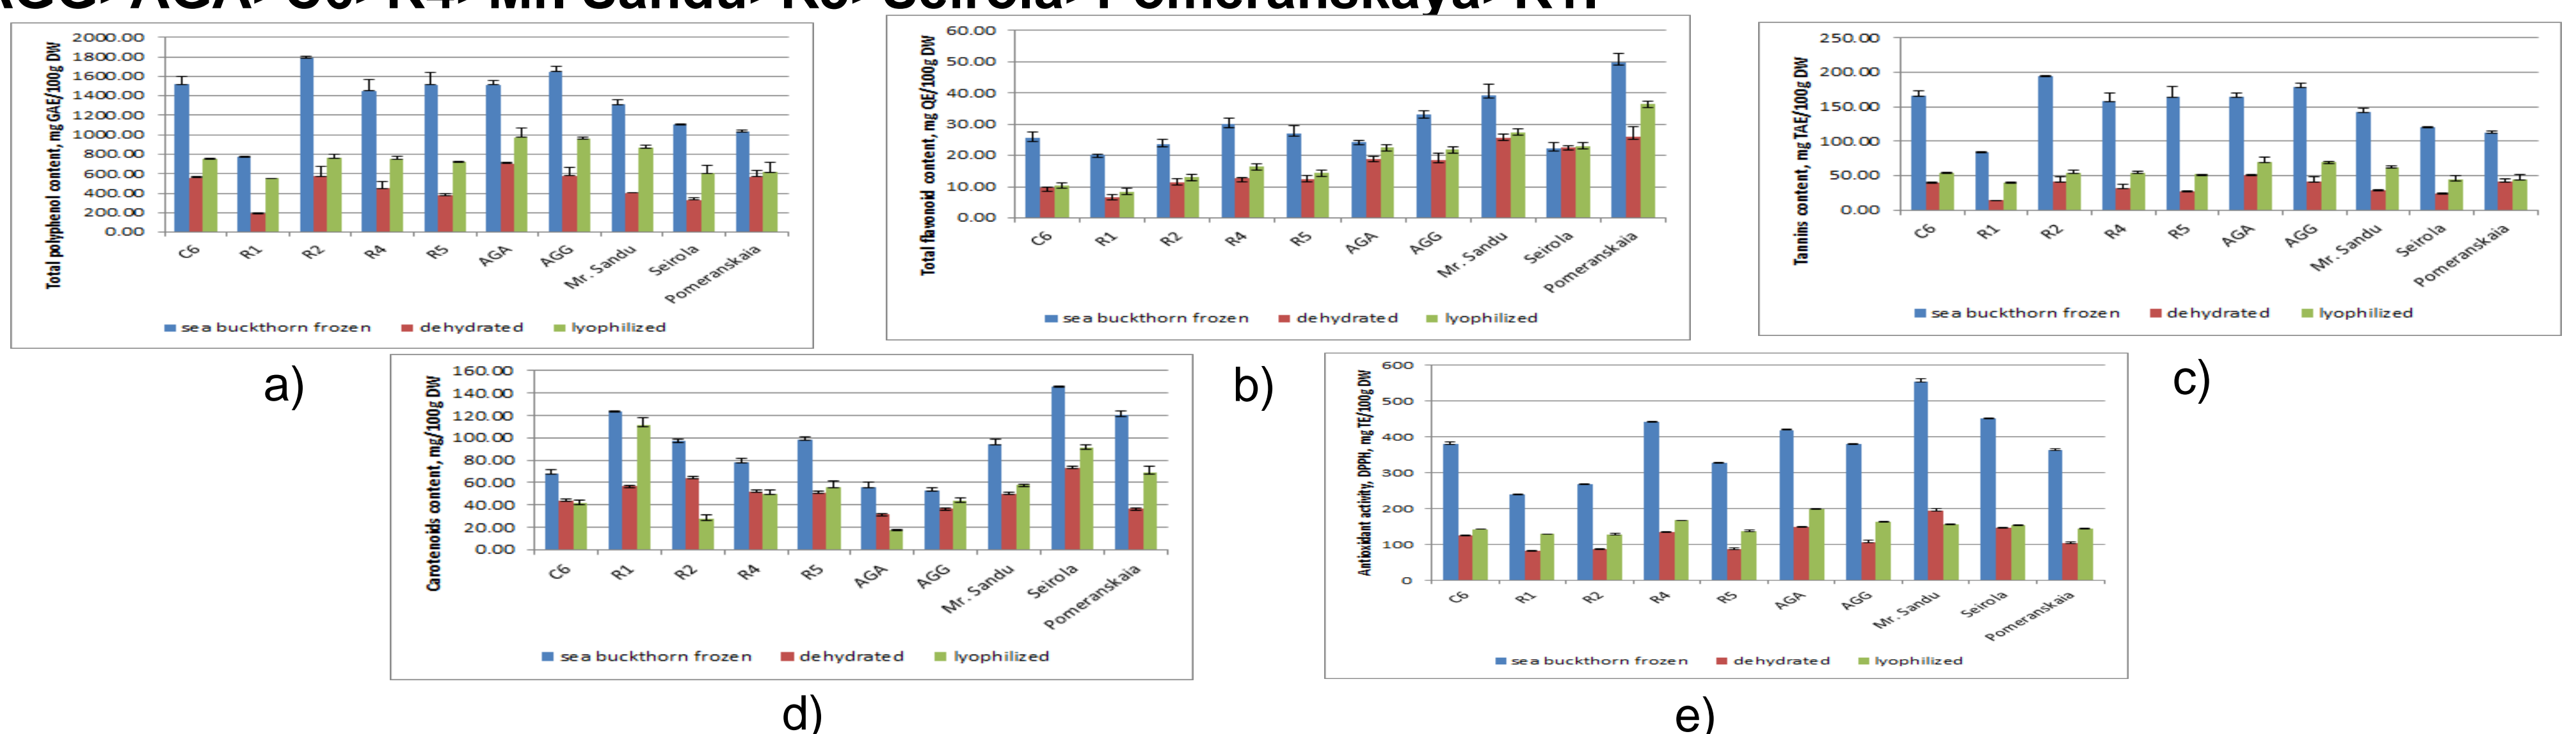 AGG> AGA> C6> R4> Mr. Sandu> R5> Seirola> Pomeranskaya> R1.
2000.00
1800.00
1600.00
1400.00
1200.00
1000.00
800.00
600.00
400.00
200.00
0.00
Total polyphenol content, mg GAE/100g DW
C6 R1 R2 R4 R5 AGA AGG Mr. Sandu Seirola Pomeranskaia
sea buckthorn frozen dehydrated lyophilized
a)
60.00
50.00
40.00
30.00
20.00
10.00
0.00
Total flavonoid content, mg QE/100g DW
C6 R1 R2 R4 R5 AGA AGG Mr. Sandu Seirola Pomeranskaia
sea buckthorn frozen dehydrated lyophilized
b)
250.00
200.00
150.00
100.00
50.00
0.00
Tannins content, mg TAE/100g DW
C6 R1 R2 R4 R5 AGA AGG Mr. Sandu Seirola Pomeranskaia
sea buckthorn frozen dehydrated lyophilized
c)
160.00
140.00
120.00
100.00
80.00
60.00
40.00
20.00
0.00
Carotenoids content, mg/100g DW
C6 R1 R2 R4 R5 AGA AGG Mr. Sandu Seirola Pomeranskaia
sea buckthorn frozen dehydrated lyophilized
d)
600
500
400
300
200
100
0
Antioxidant activity, DPPH, mg TE/100g DW
C6 R1 R2 R4 R5 AGA AGG Mr. Sandu Seirola Pomeranskaia
sea buckthorn frozen dehydrated lyophilized
e)